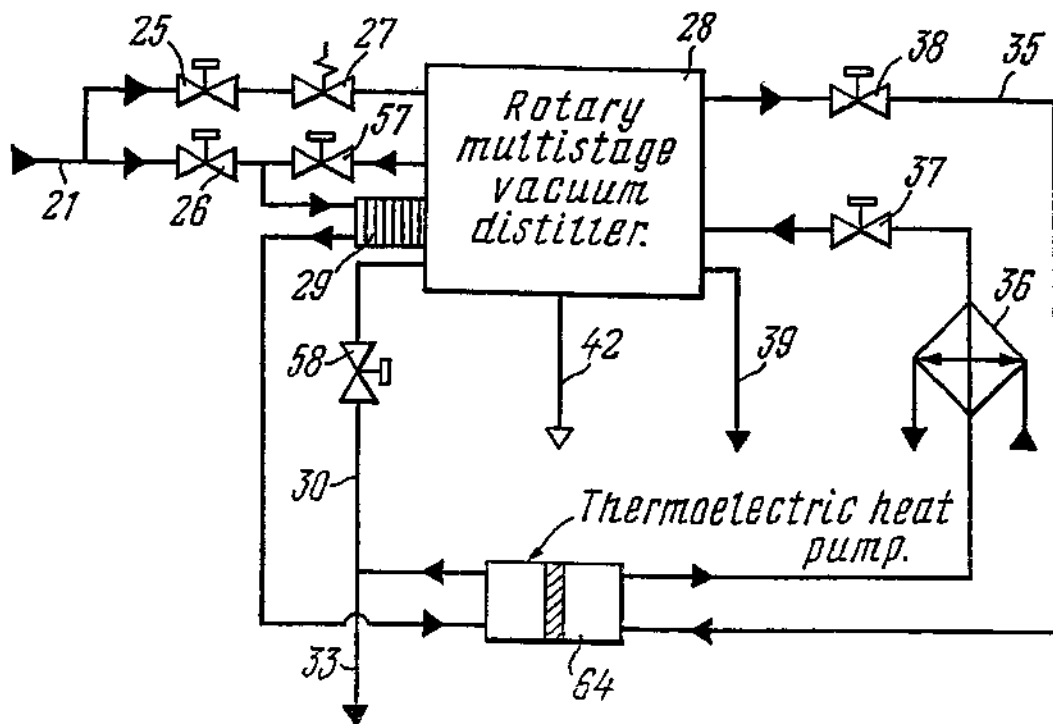 25
27
28
38
35
Rotary
multistage
vacuum
distiller.
57
21
26
37
29
36
58
42
39
30
Thermoelectric heat
pump.
33
64